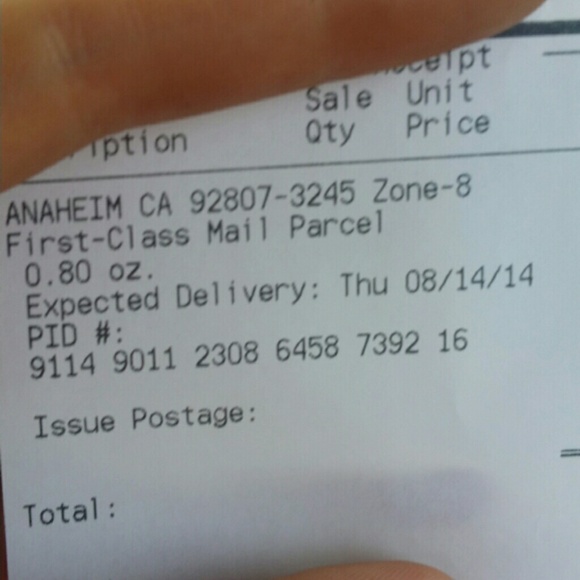 Sale Unit
Qty Price
ANAHEIM CA 92807-3245 Zone-8
First-Class Mail Parcel
0.80 oz.
Expected Delivery: Thu 08/14/14
PID #:
9114 9011 2308 6458 7392 16
Issue Postage:
Total: